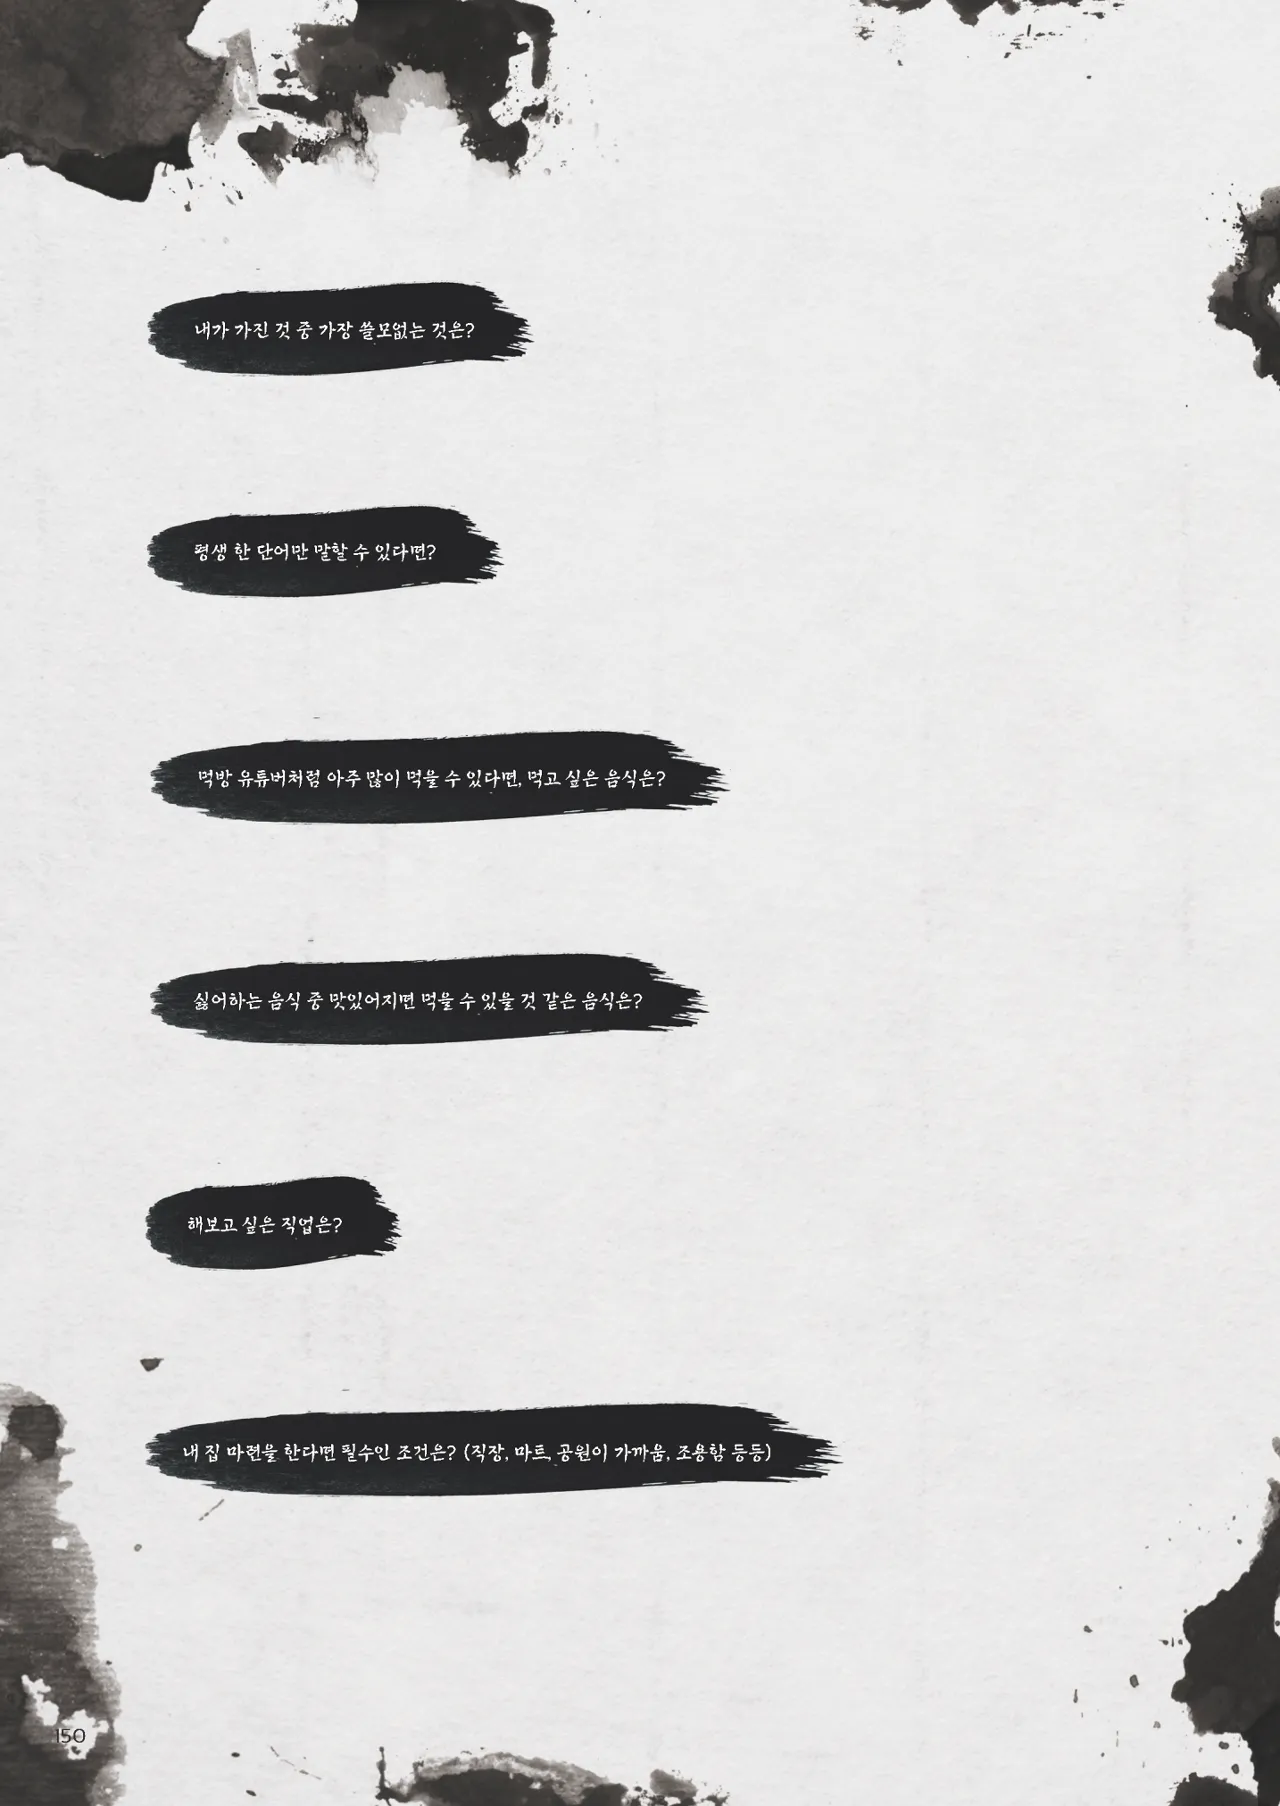 내가 가진 것 중 가장 쓸모없는 것은?
평생 한 단어만 말할 수 있다면?
먹방 유튜버처럼 아주 많이 먹을 수 있다면, 먹고 싶은 음식은?
싫어하는 음식 중 맛있어지면 먹을 수 있을 것 같은 음식은?
해보고 싶은 직업은?
내 집 마련을 한다면 필수인 조건은? (직장, 마트, 공원이 가까움, 조용함 등등)
150